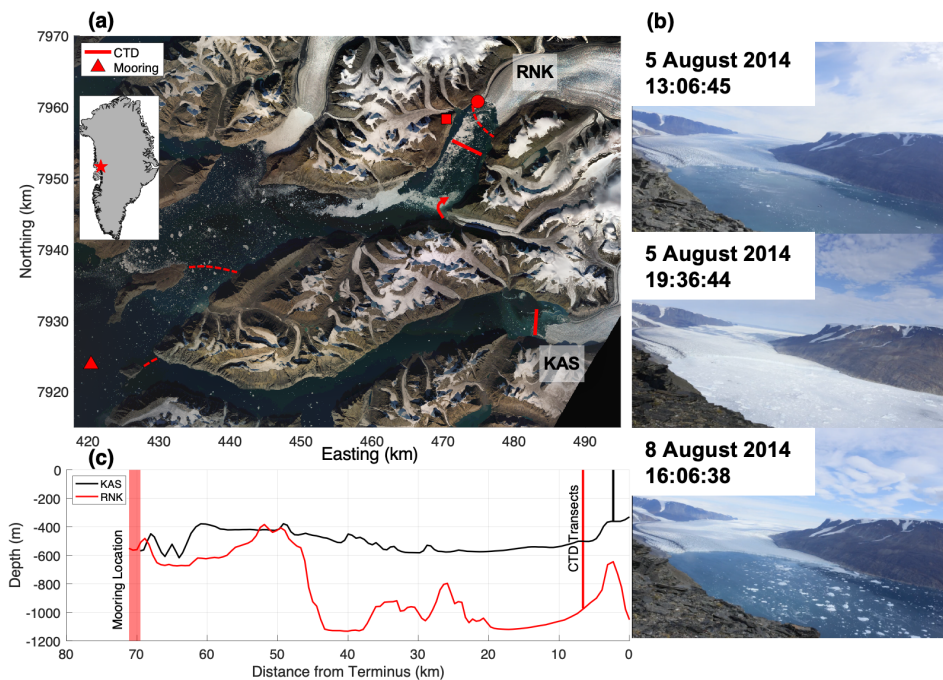 (a)
7970
7960
7950
7940
7930
7920
Northing (km)
CTD
Mooring
RNK
KAS
420
430
440
450
460
470
480
490
Easting (km)
(b)
5 August 2014
13:06:45
5 August 2014
19:36:44
8 August 2014
16:06:38
(c)
0
-200
-400
-600
-800
-1000
-1200
Depth (m)
KAS
RNK
Mooring Location
CTD Transects
80
70
60
50
40
30
20
10
0
Distance from Terminus (km)